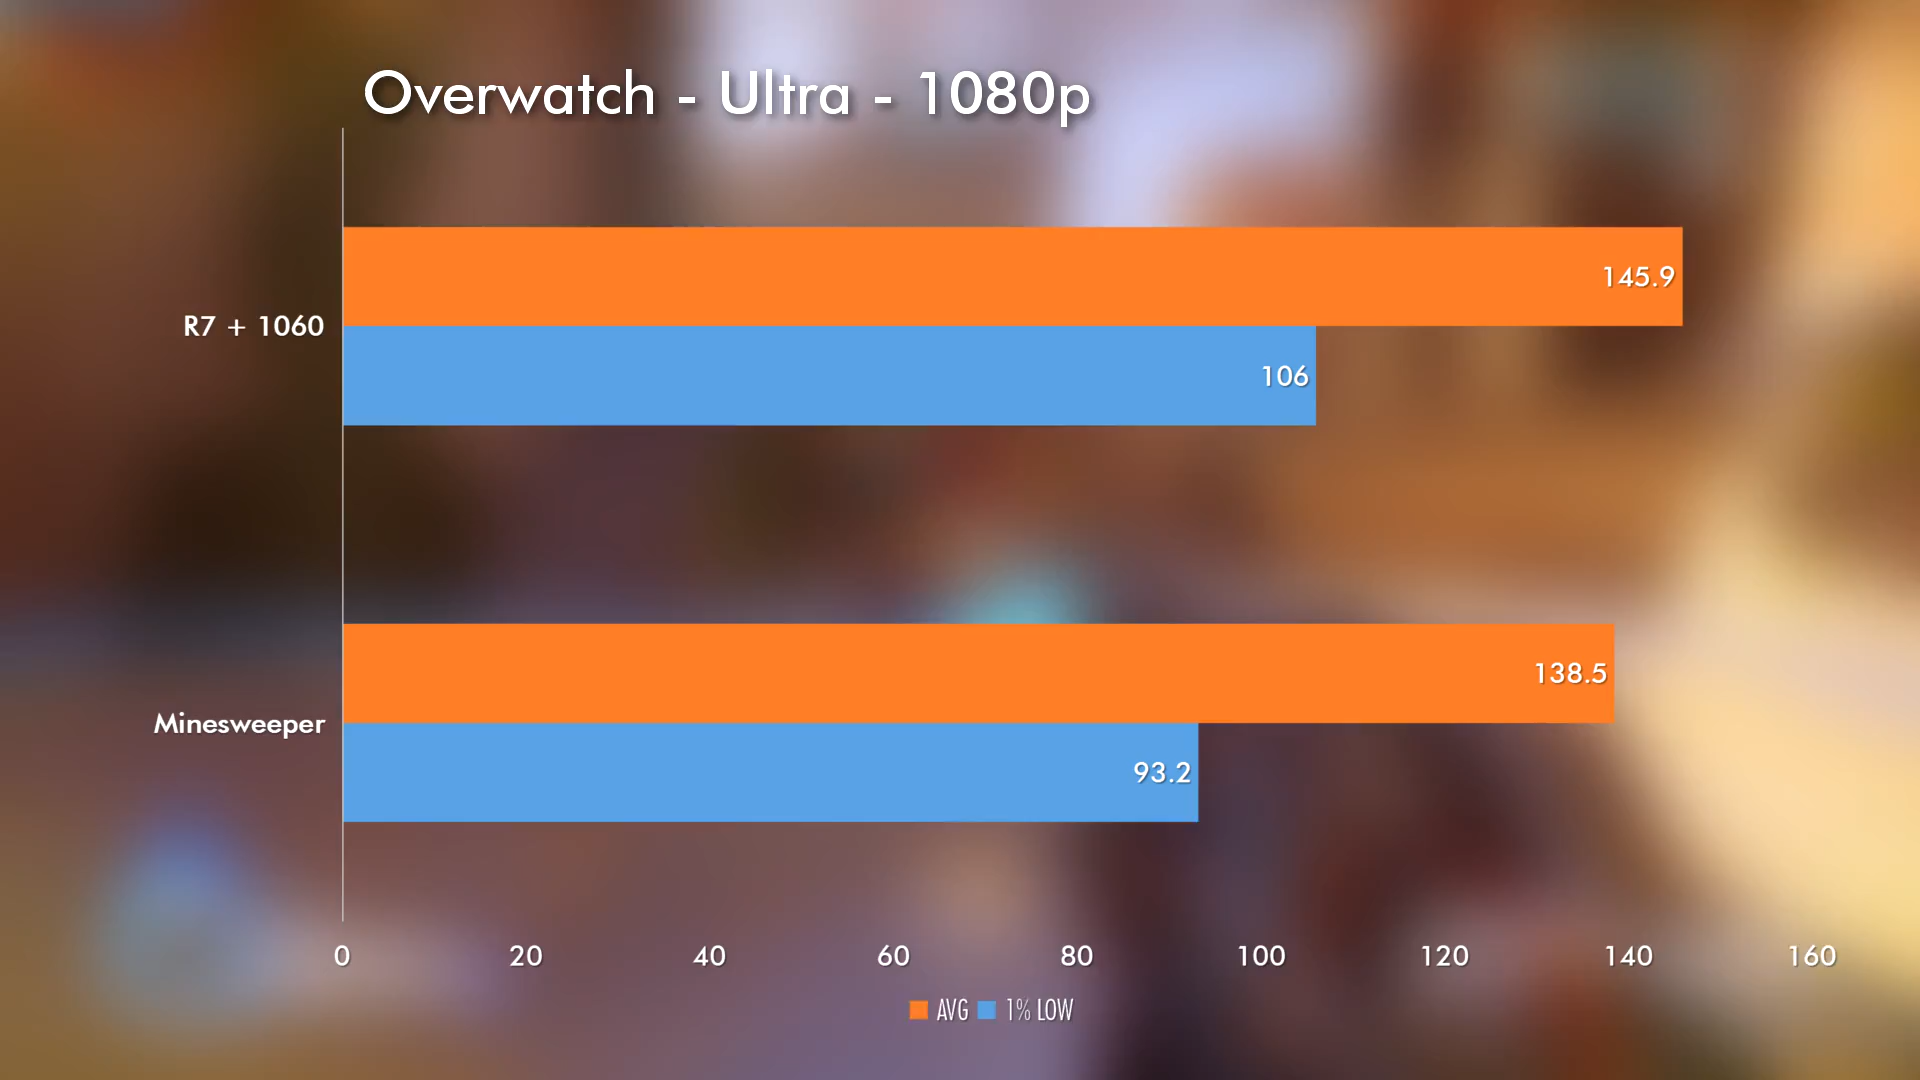 Overwatch - Ultra - 1080p
145.9
R7 + 1060
106
138.5
Minesweeper
93.2
0 20 40 60 80 100 120 140 160
AVG 1% LOW